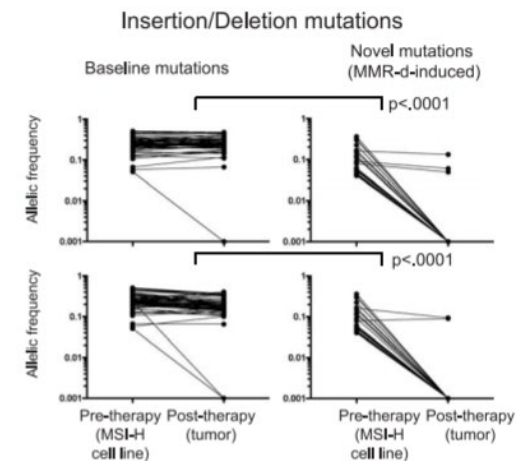 Insertion/Deletion mutations
Baseline mutations
Novel mutations
(MMR-d-induced)
p<.0001
Allelic frequency
1
0.1
0.01
0.001
1
0.1
0.01
0.001
p<.0001
Allelic frequency
1
0.1
0.01
0.001
1
0.1
0.01
0.001
Pre-therapy
(MSI-H
cell line)
Post-therapy
(tumor)
Pre-therapy
(MSI-H
cell line)
Post-therapy
(tumor)